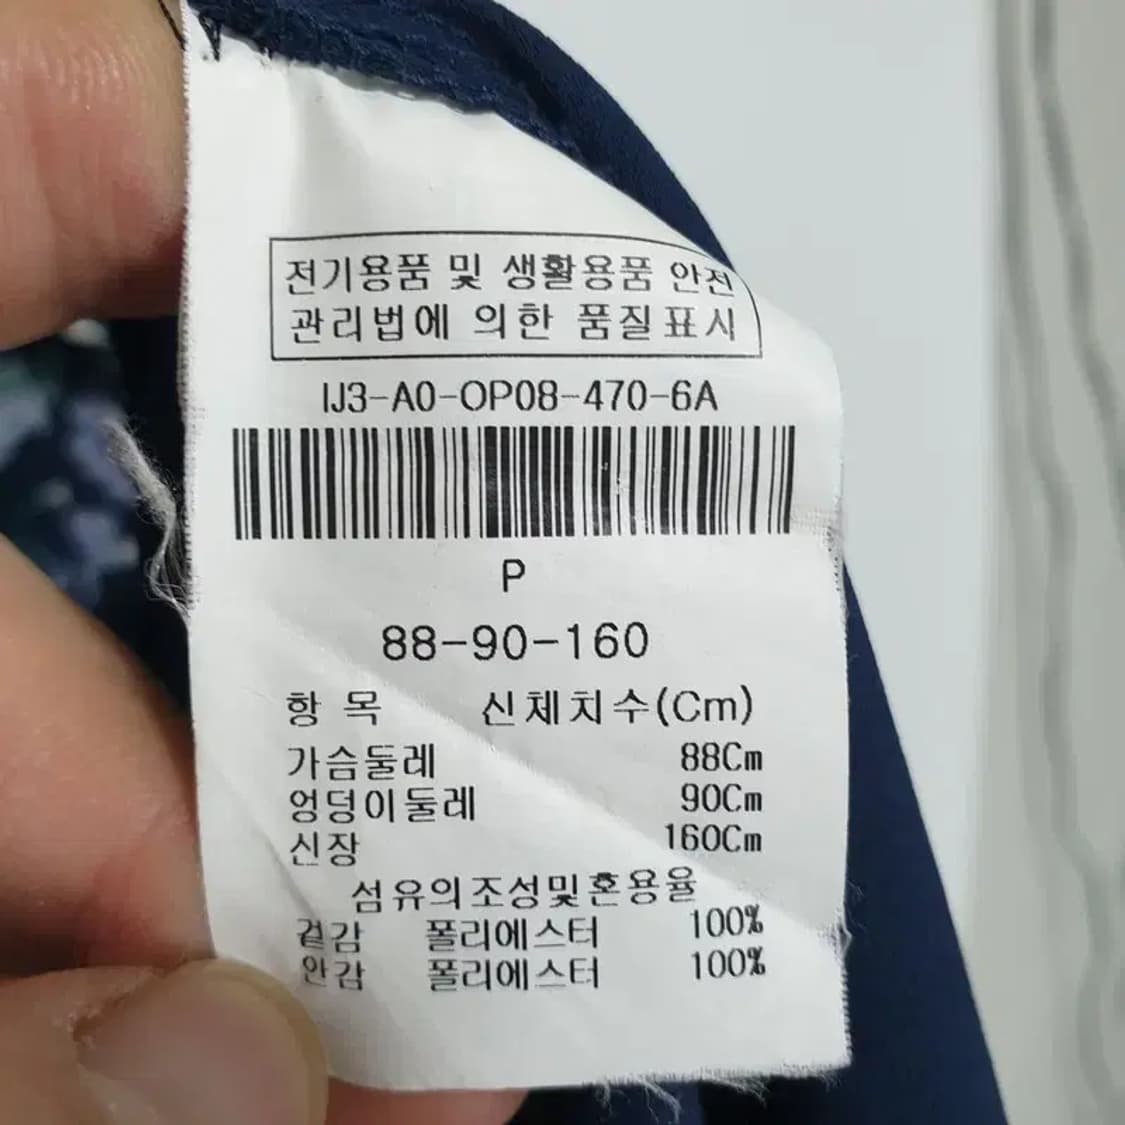 전기용품 및 생활용품 안전
관리법에 의한 품질표시
IJ3-A0-OP08-470-6A
P
88-90-160
항 목 신체치수(Cm)
가슴둘레 88Cm
엉덩이둘레 90Cm
신장 160Cm
섬유의조성및혼용율
겉감 폴리에스터 100%
안감 폴리에스터 100%